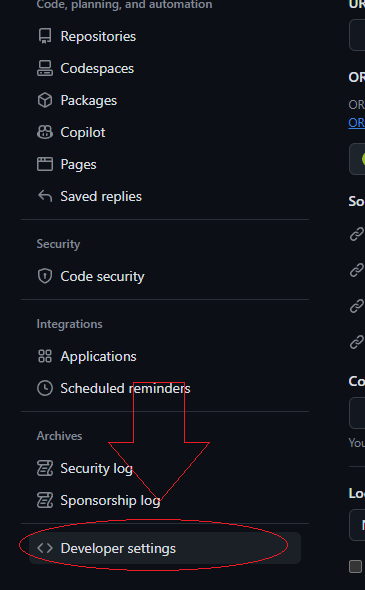 Code, planning, and automation
Repositories
Codespaces
Packages
Copilot
Pages
Saved replies
Security
Code security
Integrations
Applications
Scheduled reminders
Archives
Security log
Sponsorship log
Developer settings
UR
OR
OR
OR
So
Co
You
Lo